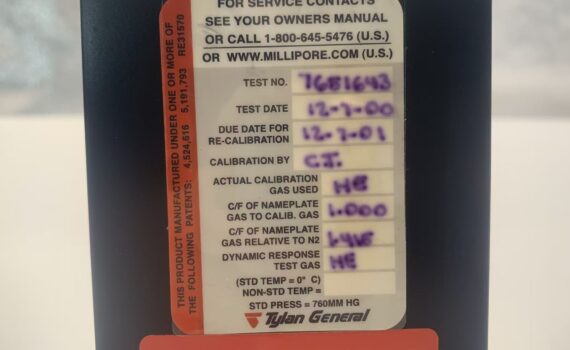 FOR SERVICE CONTACTS
SEE YOUR OWNERS MANUAL
OR CALL 1-800-645-5476 (U.S.)
OR WWW.MILLIPORE.COM (U.S.)
TEST NO. 7681643
TEST DATE 12-7-00
DUE DATE FOR RE-CALIBRATION 12-7-01
CALIBRATION BY C.J.
ACTUAL CALIBRATION GAS USED HE
C/F OF NAMEPLATE GAS TO CALIB. GAS 1.000
C/F OF NAMEPLATE GAS RELATIVE TO N2
DYNAMIC RESPONSE TEST GAS HE
(STD TEMP = 0° C)
NON-STD TEMP =
STD PRESS = 760MM HG
Tylan General
THIS PRODUCT MANUFACTURED UNDER ONE OR MORE OF
THE FOLLOWING PATENTS: 4,524,616 5,191,793 RE31570